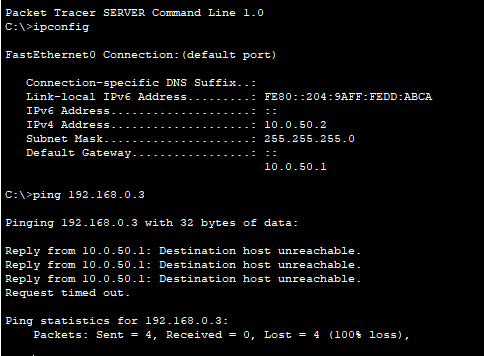 Packet Tracer SERVER Command Line 1.0
C:\>ipconfig
FastEthernet0 Connection:(default port)
Connection-specific DNS Suffix..:
Link-local IPv6 Address.........: FE80::204:9AFF:FEDD:ABCA
IPv6 Address....................: ::
IPv4 Address....................: 10.0.50.2
Subnet Mask.....................: 255.255.255.0
Default Gateway.................: ::
10.0.50.1
C:\>ping 192.168.0.3
Pinging 192.168.0.3 with 32 bytes of data:
Reply from 10.0.50.1: Destination host unreachable.
Reply from 10.0.50.1: Destination host unreachable.
Reply from 10.0.50.1: Destination host unreachable.
Request timed out.
Ping statistics for 192.168.0.3:
Packets: Sent = 4, Received = 0, Lost = 4 (100% loss),